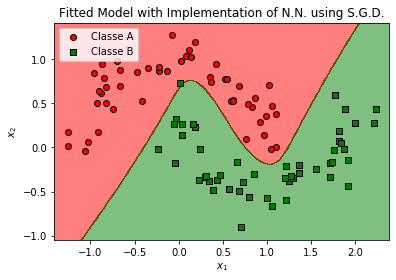 Fitted Model with Implementation of N.N. using S.G.D.
Classe A
Classe B
x₂
1.0
0.5
0.0
−0.5
−1.0
−1.0 −0.5 0.0 0.5 1.0 1.5 2.0
x₁